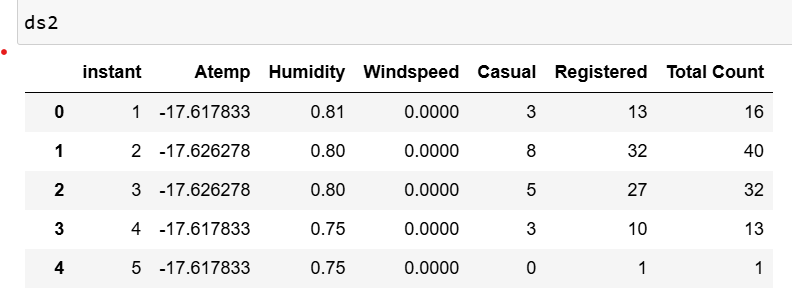 ds2
instant Atemp Humidity Windspeed Casual Registered Total Count
0 1 -17.617833 0.81 0.0000 3 13 16
1 2 -17.626278 0.80 0.0000 8 32 40
2 3 -17.626278 0.80 0.0000 5 27 32
3 4 -17.617833 0.75 0.0000 3 10 13
4 5 -17.617833 0.75 0.0000 0 1 1